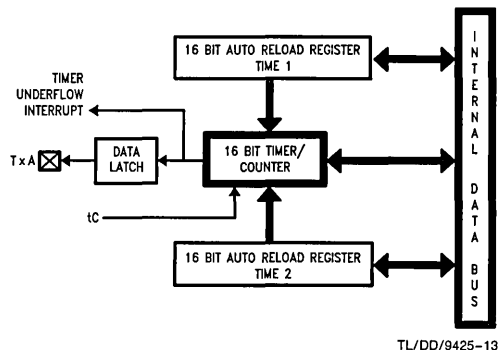 16 BIT AUTO RELOAD REGISTER
TIME 1
TIMER
UNDERFLOW
INTERRUPT
TxA
DATA
LATCH
16 BIT TIMER/
COUNTER
tC
16 BIT AUTO RELOAD REGISTER
TIME 2
INTERNAL DATA BUS
TL/DD/9425-13